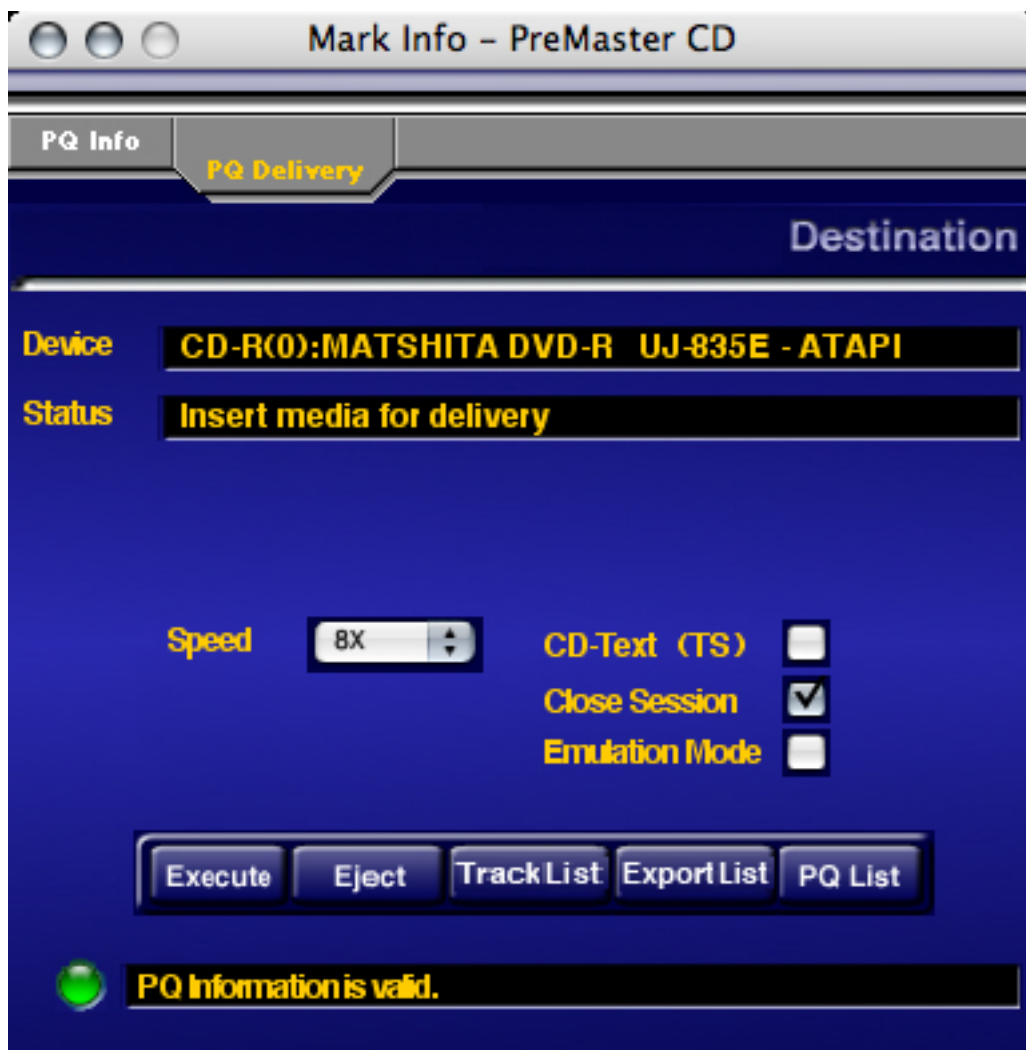 Mark Info – PreMaster CD
PQ Info
PQ Delivery
Destination
Device CD-R(0):MATSHITA DVD-R UJ-835E - ATAPI
Status Insert media for delivery
Speed 8X CD-Text (TS)
Close Session
Emulation Mode
Execute Eject Track List Export List PQ List
PQ Information is valid.